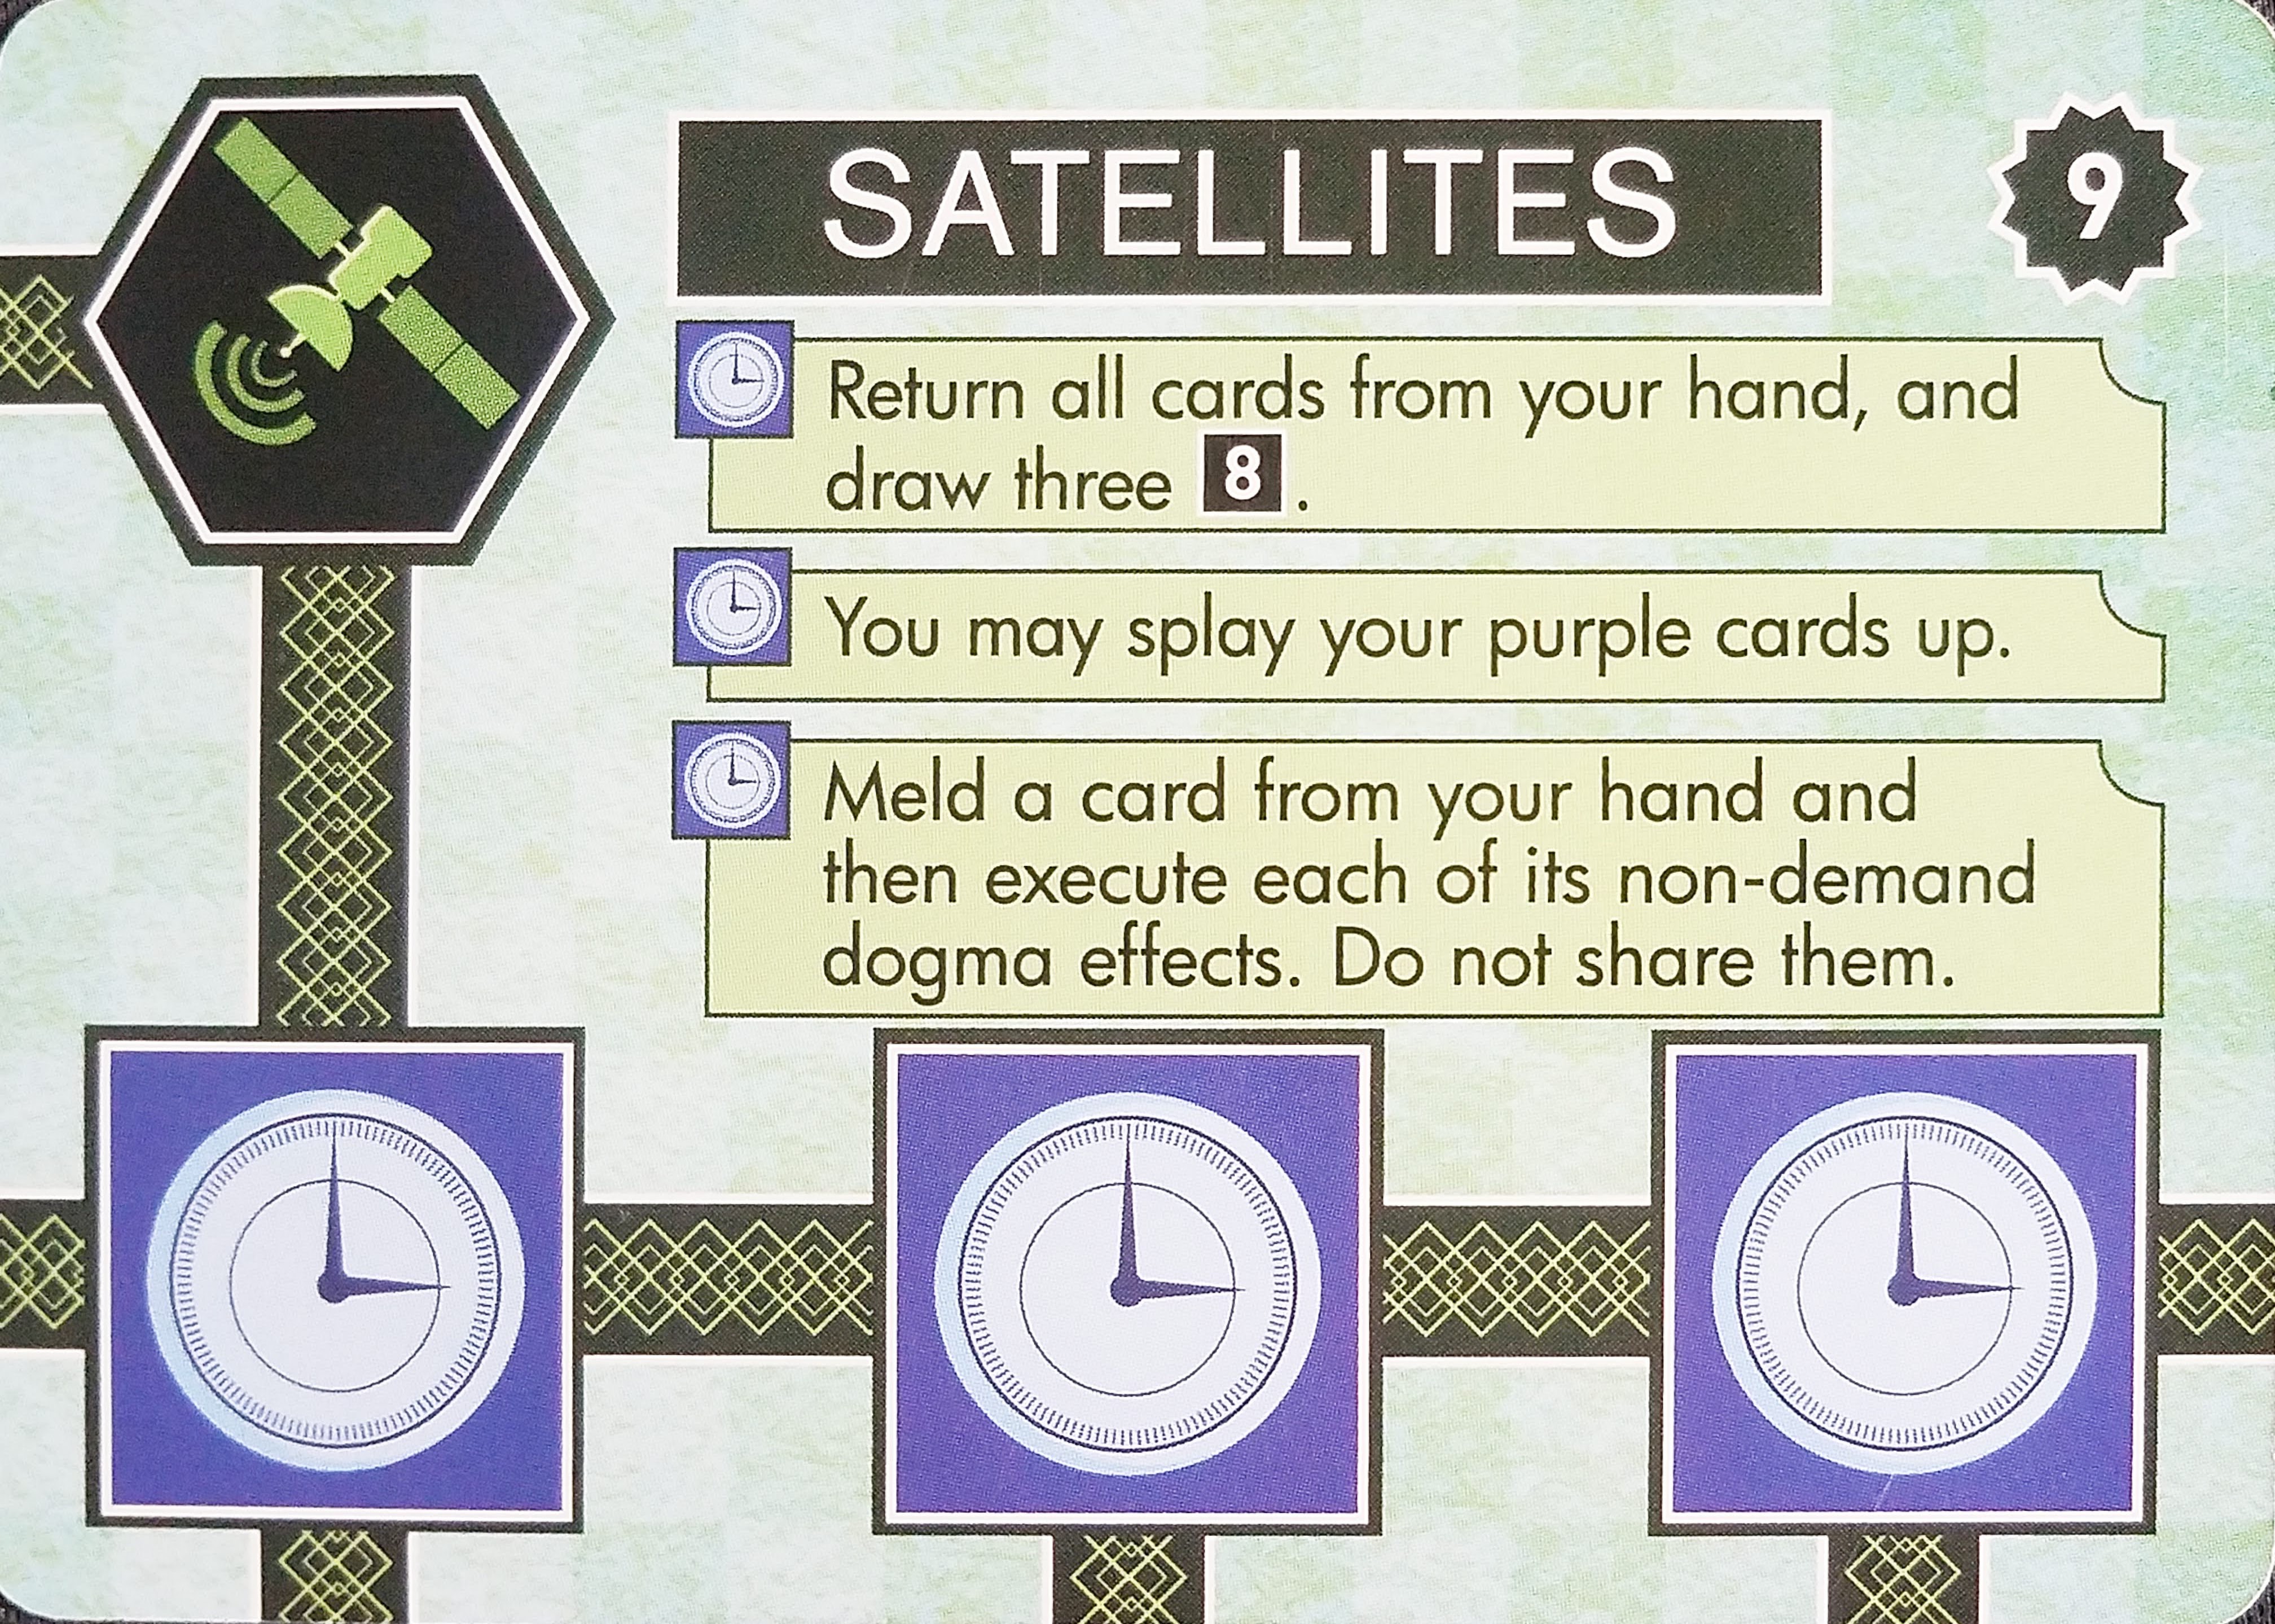 SATELLITES
9
Return all cards from your hand, and
draw three 8 .
You may splay your purple cards up.
Meld a card from your hand and
then execute each of its non-demand
dogma effects. Do not share them.